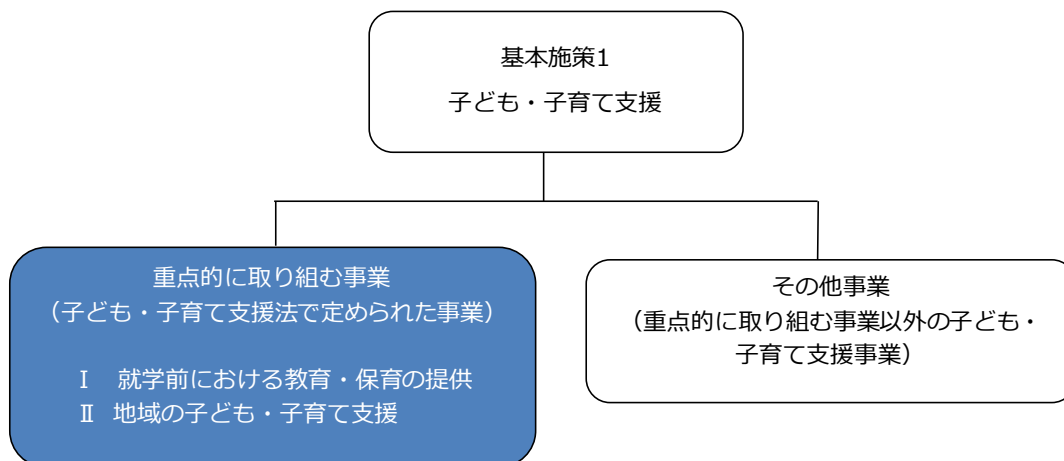 基本施策1
子ども・子育て支援
重点的に取り組む事業
（子ども・子育て支援法で定められた事業）
Ⅰ　就学前における教育・保育の提供
Ⅱ 地域の子ども・子育て支援
その他事業
（重点的に取り組む事業以外の子ども・
子育て支援事業）